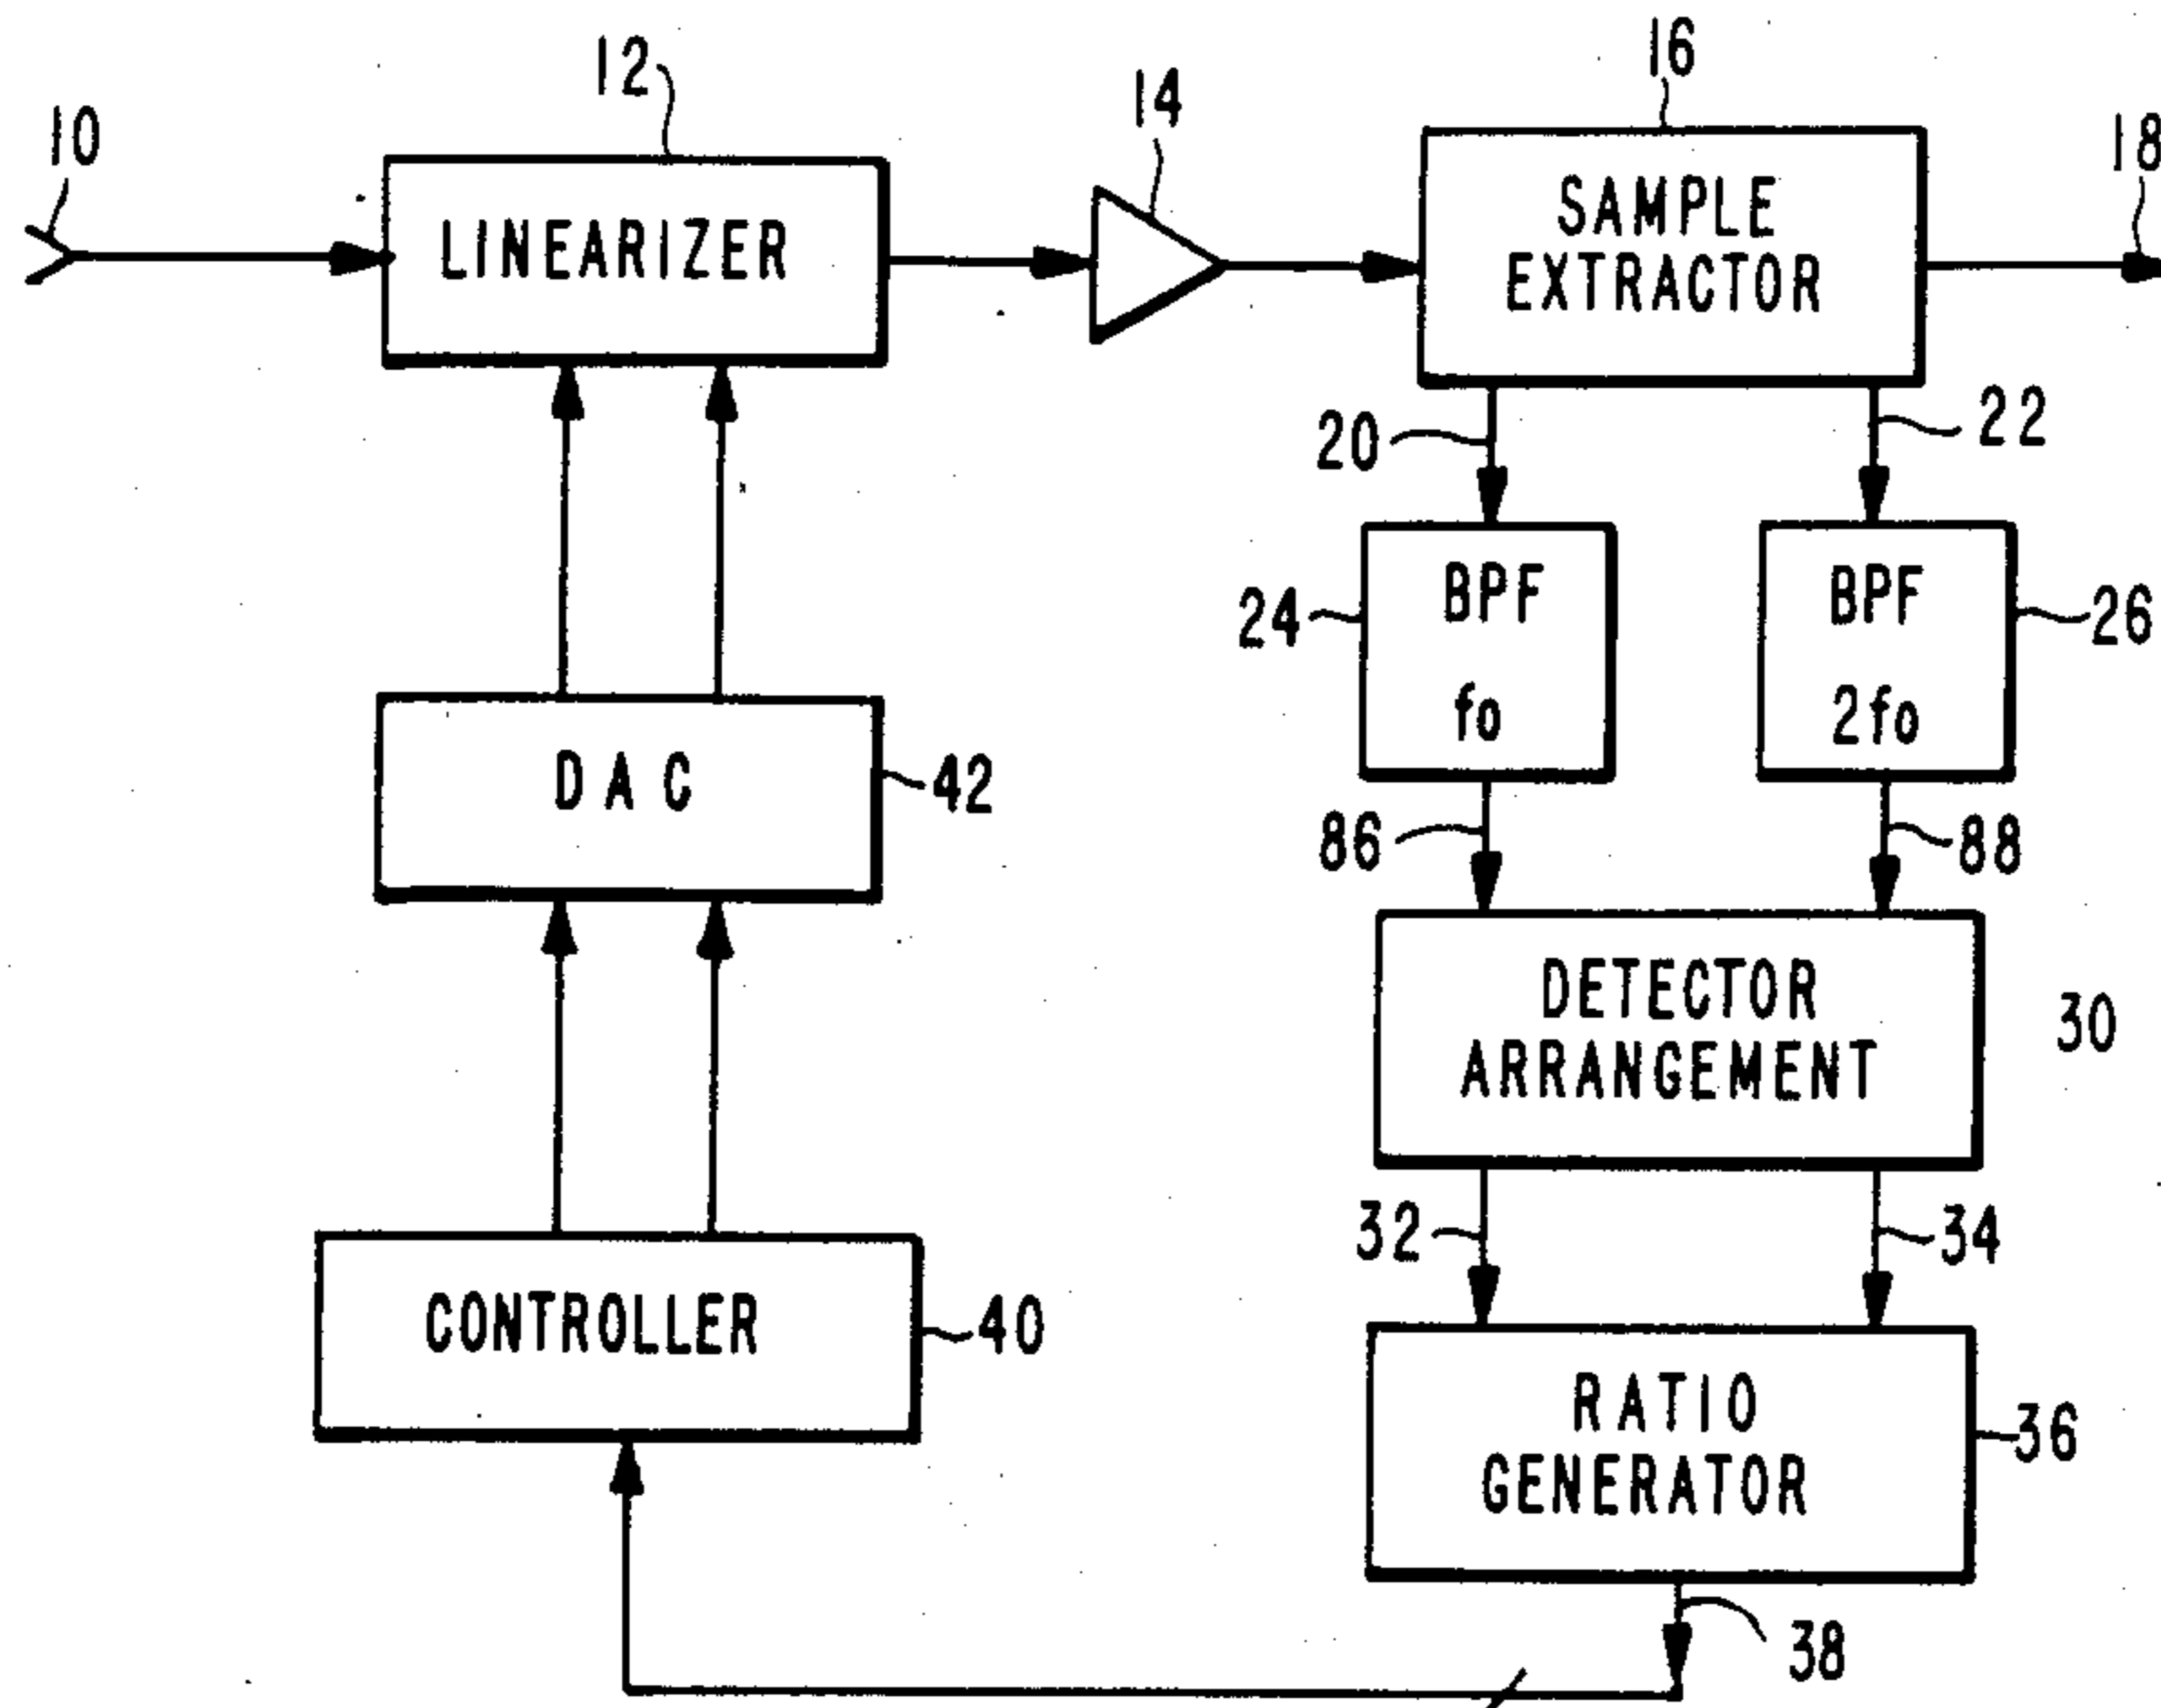 10
12
14
16
18
LINEARIZER
SAMPLE
EXTRACTOR
20
22
24
BPF
fo
BPF
2fo
26
DAC
42
86
88
DETECTOR
ARRANGEMENT
30
32
34
CONTROLLER
40
RATIO
GENERATOR
36
38